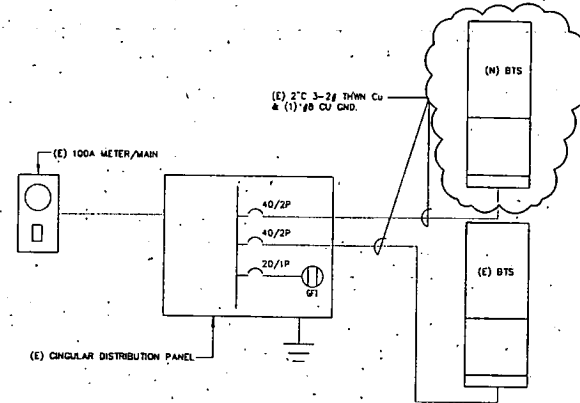 (N) BTS
(E) 2"C 3-2# THWN Cu
& (1) #8 CU GND.
(E) 100A METER/MAIN
40/2P
40/2P
20/1P
GFI
(E) BTS
(E) CINGULAR DISTRIBUTION PANEL